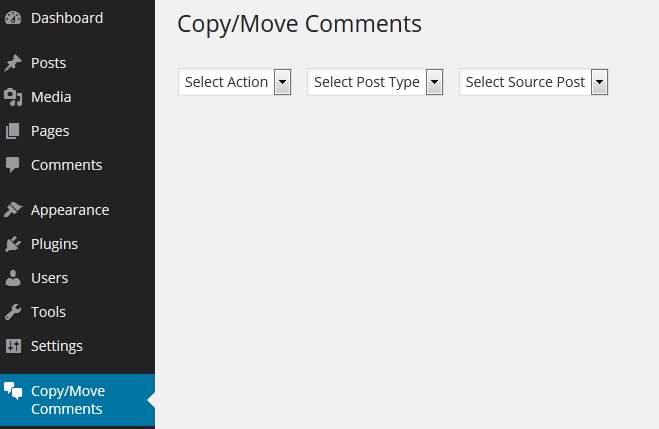 Dashboard
Posts
Media
Pages
Comments
Appearance
Plugins
Users
Tools
Settings
Copy/Move
Comments
Copy/Move Comments
Select Action
Select Post Type
Select Source Post